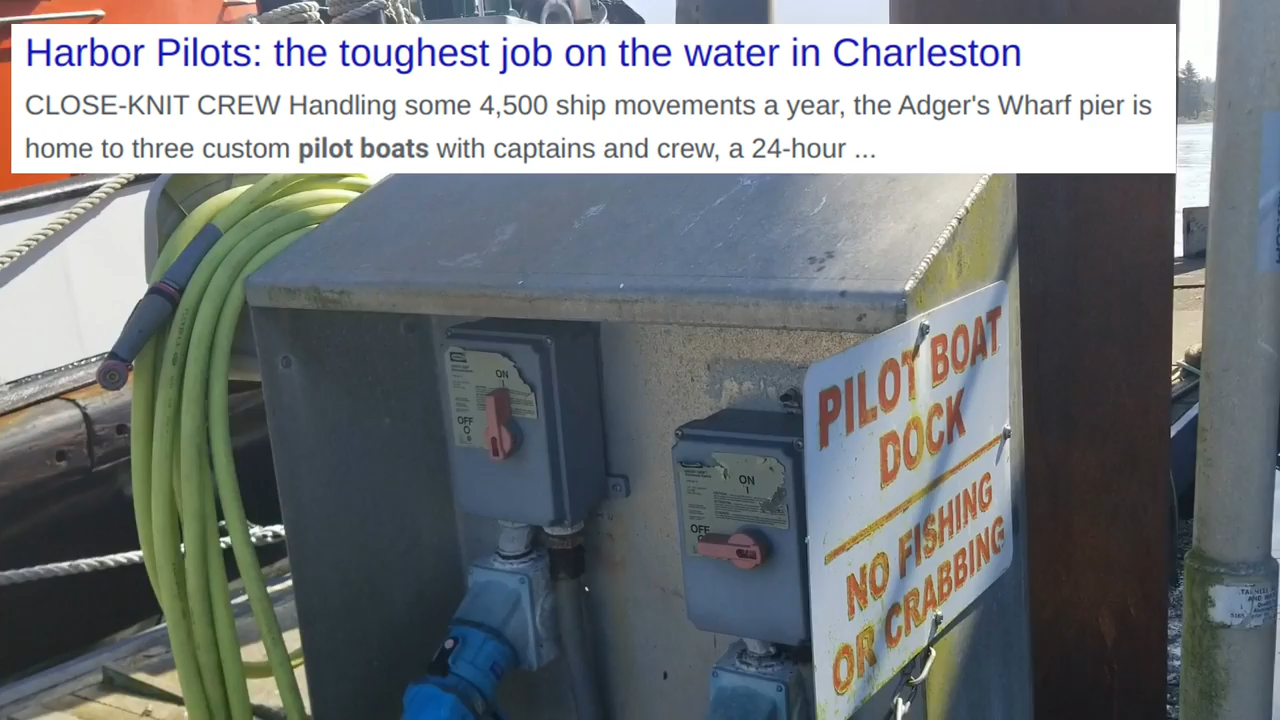 Harbor Pilots: the toughest job on the water in Charleston
CLOSE-KNIT CREW Handling some 4,500 ship movements a year, the Adger's Wharf pier is
home to three custom pilot boats with captains and crew, a 24-hour ...
ON
I
OFF
O
ON
I
OFF
PILOT BOAT
DOCK
NO FISHING
OR CRABBING